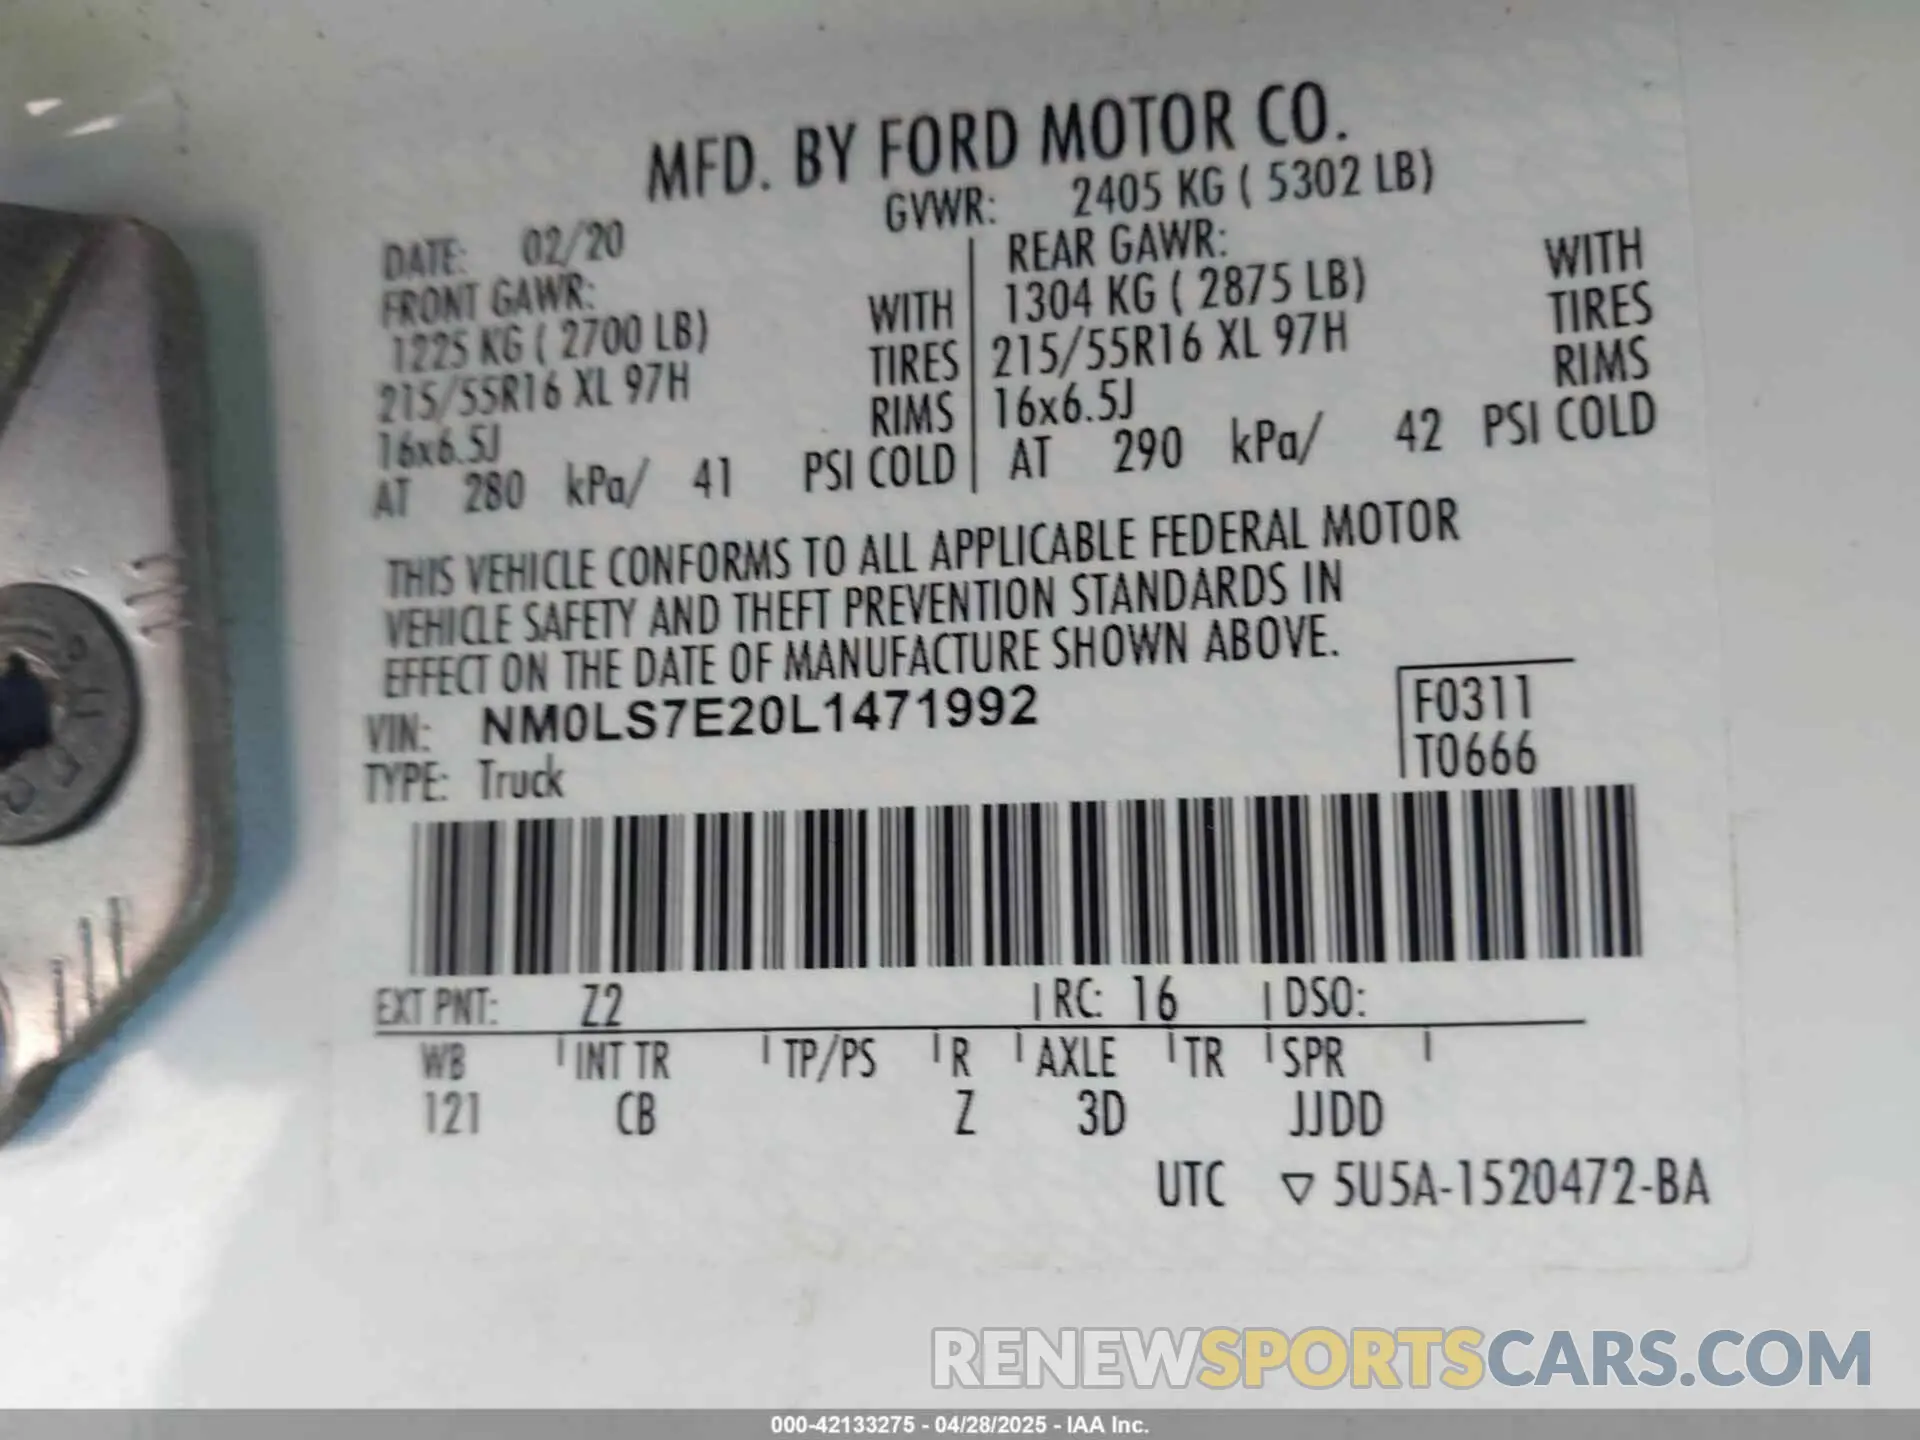 MFD. BY FORD MOTOR CO.
DATE: 02/20 GVWR: 2405 KG ( 5302 LB)
FRONT GAWR:
1225 KG ( 2700 LB) WITH
215/55R16 XL 97H TIRES
16x6.5J RIMS
AT 280 kPa/ 41 PSI COLD
REAR GAWR:
1304 KG ( 2875 LB) WITH
215/55R16 XL 97H TIRES
16x6.5J RIMS
AT 290 kPa/ 42 PSI COLD
THIS VEHICLE CONFORMS TO ALL APPLICABLE FEDERAL MOTOR
VEHICLE SAFETY AND THEFT PREVENTION STANDARDS IN
EFFECT ON THE DATE OF MANUFACTURE SHOWN ABOVE.
VIN: NM0LS7E20L1471992
TYPE: Truck
F0311
T0666
EXT PNT: Z2 RC: 16 DSO:
WB INT TR TP/PS R AXLE TR SPR
121 CB Z 3D JJDD
UTC ▽ 5U5A-1520472-BA
RENEWSPORTSCARS.COM
000-42133275 - 04/28/2025 - IAA Inc.